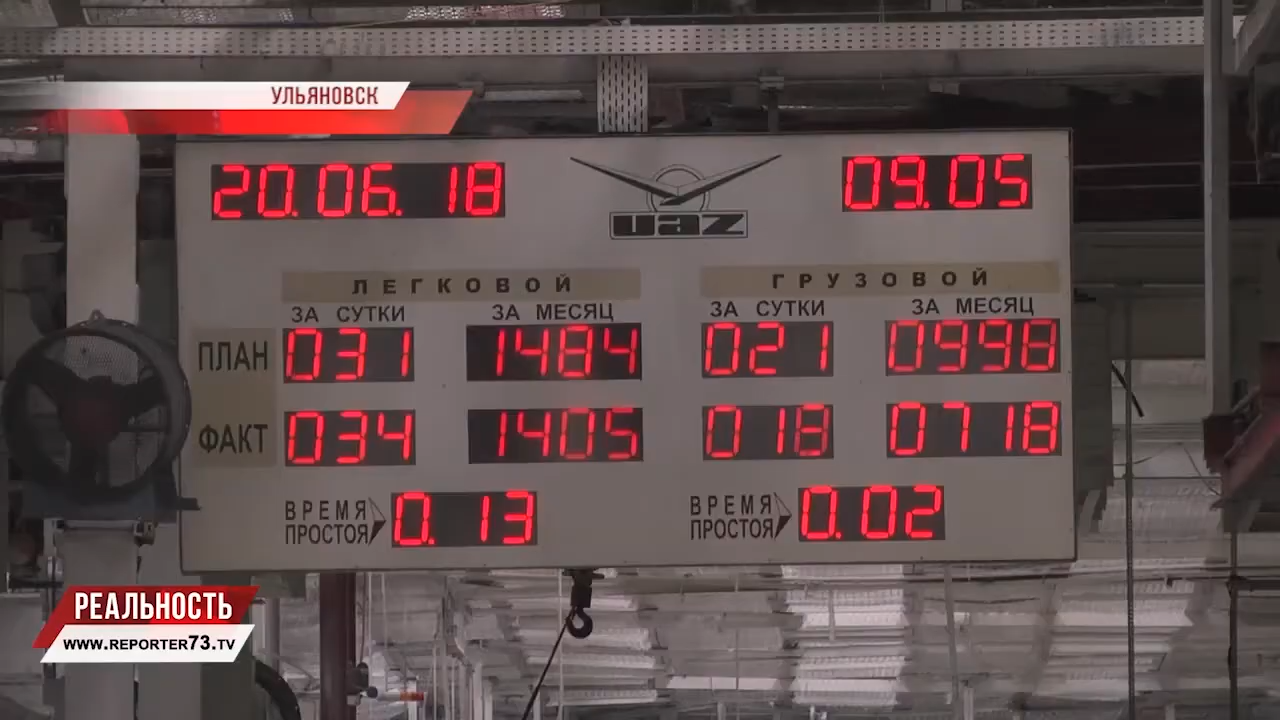 УЛЬЯНОВСК
20.06.18 09.05
UAZ
ЛЕГКОВОЙ ГРУЗОВОЙ
ЗА СУТКИ ЗА МЕСЯЦ ЗА СУТКИ ЗА МЕСЯЦ
ПЛАН 031 1484 021 0998
ФАКТ 034 1405 018 0718
ВРЕМЯ ПРОСТОЯ 0.13 ВРЕМЯ ПРОСТОЯ 0.02
РЕАЛЬНОСТЬ
WWW.REPORTER73.TV